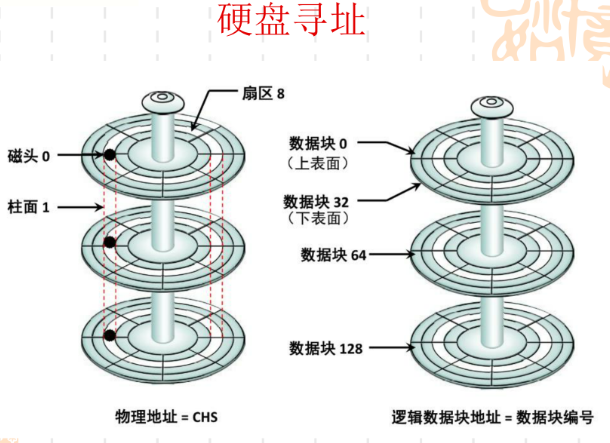 硬盘寻址
扇区 8
磁头 0
柱面 1
物理地址 = CHS
数据块 0
（上表面）
数据块 32
（下表面）
数据块 64
数据块 128
逻辑数据块地址 = 数据块编号